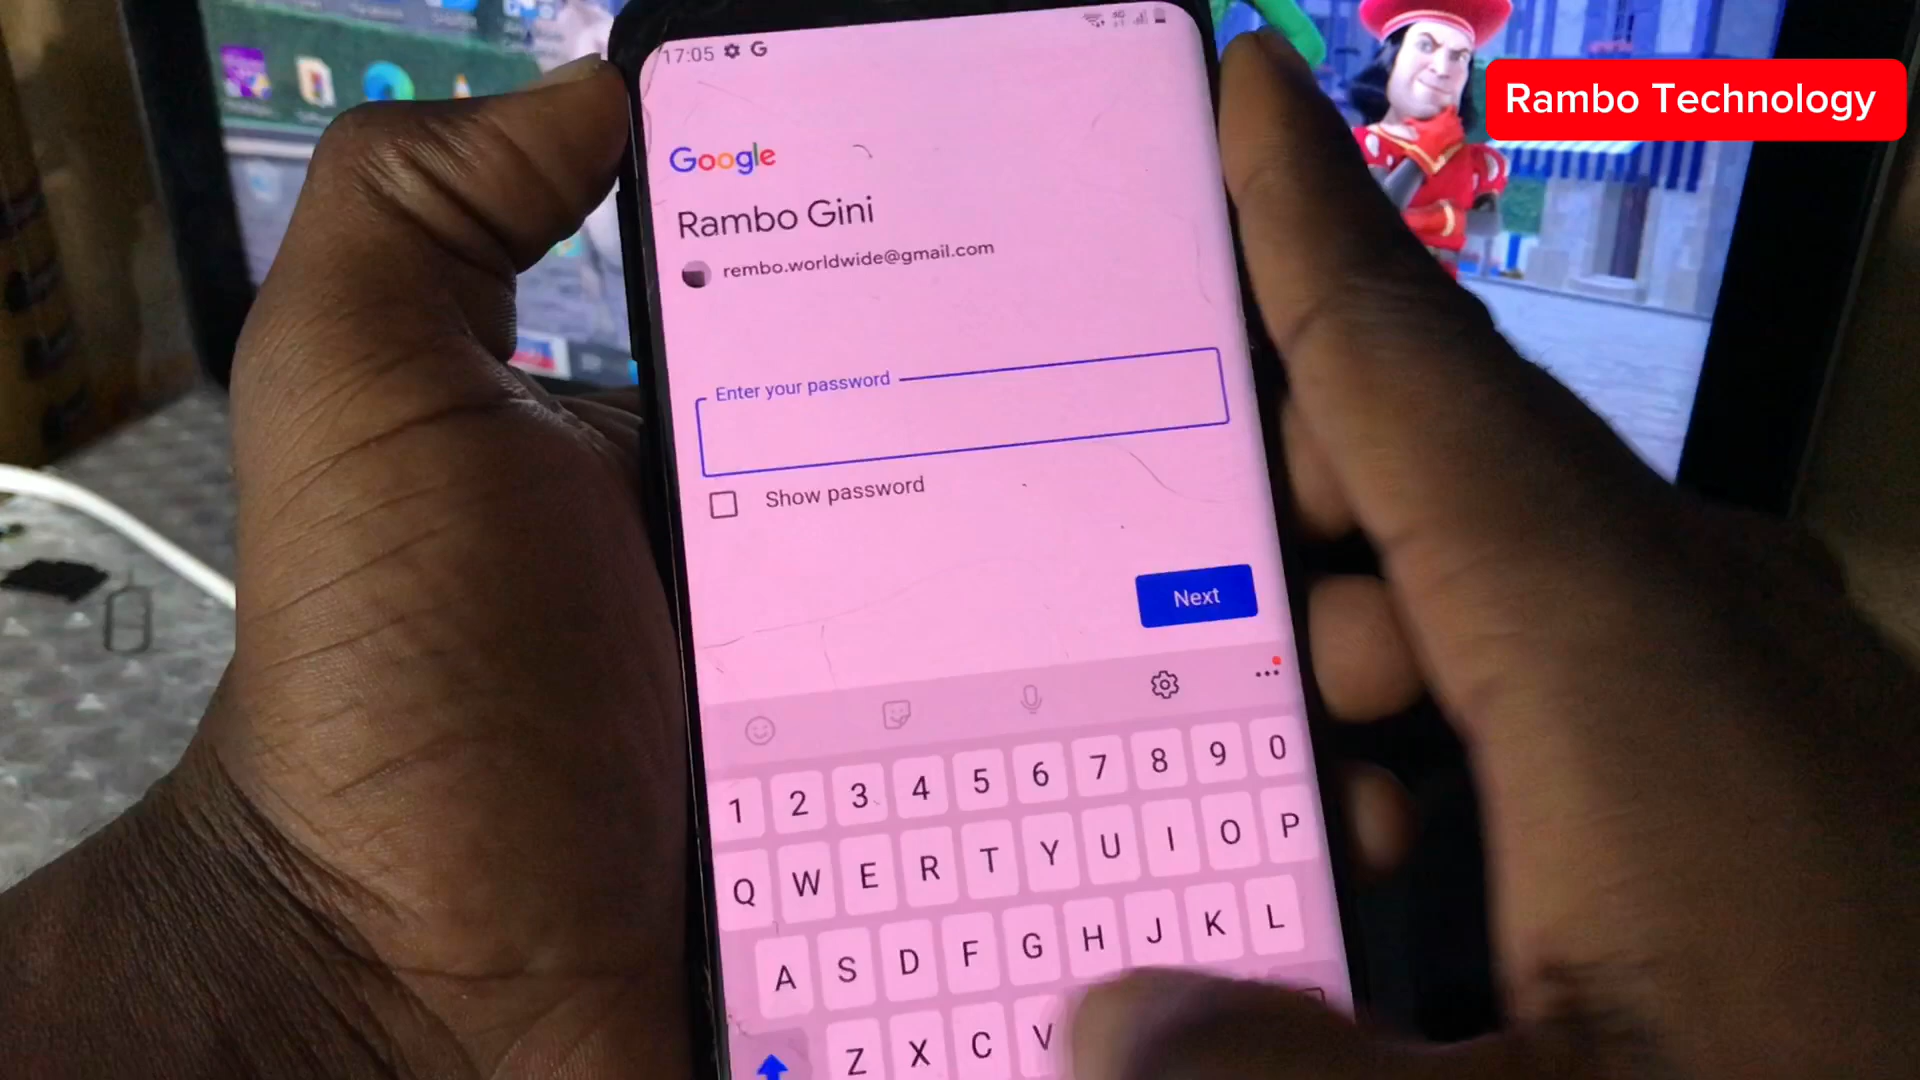 17:05 G
Rambo Technology
Google
Rambo Gini
rembo.worldwide@gmail.com
Enter your password
Show password
Next
1 2 3 4 5 6 7 8 9 0
Q W E R T Y U I O P
A S D F G H J K L
Z X C V